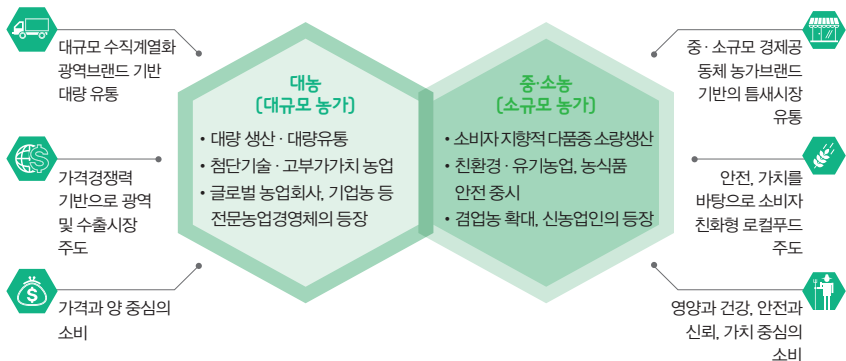 대규모 수직계열화
광역브랜드 기반
대량 유통
가격경쟁력
기반으로 광역
및 수출시장
주도
가격과 양 중심의
소비
대농
(대규모 농가)
• 대량 생산 · 대량유통
• 첨단기술 · 고부가가치 농업
• 글로벌 농업회사, 기업농 등
전문농업경영체의 등장
중·소농
(소규모 농가)
• 소비자 지향적 다품종 소량생산
• 친환경 · 유기농업, 농식품
안전 중시
• 겸업농 확대, 신농업인의 등장
중 · 소규모 경제공
동체 농가브랜드
기반의 틈새시장
유통
안전, 가치를
바탕으로 소비자
친화형 로컬푸드
주도
영양과 건강, 안전과
신뢰, 가치 중심의
소비